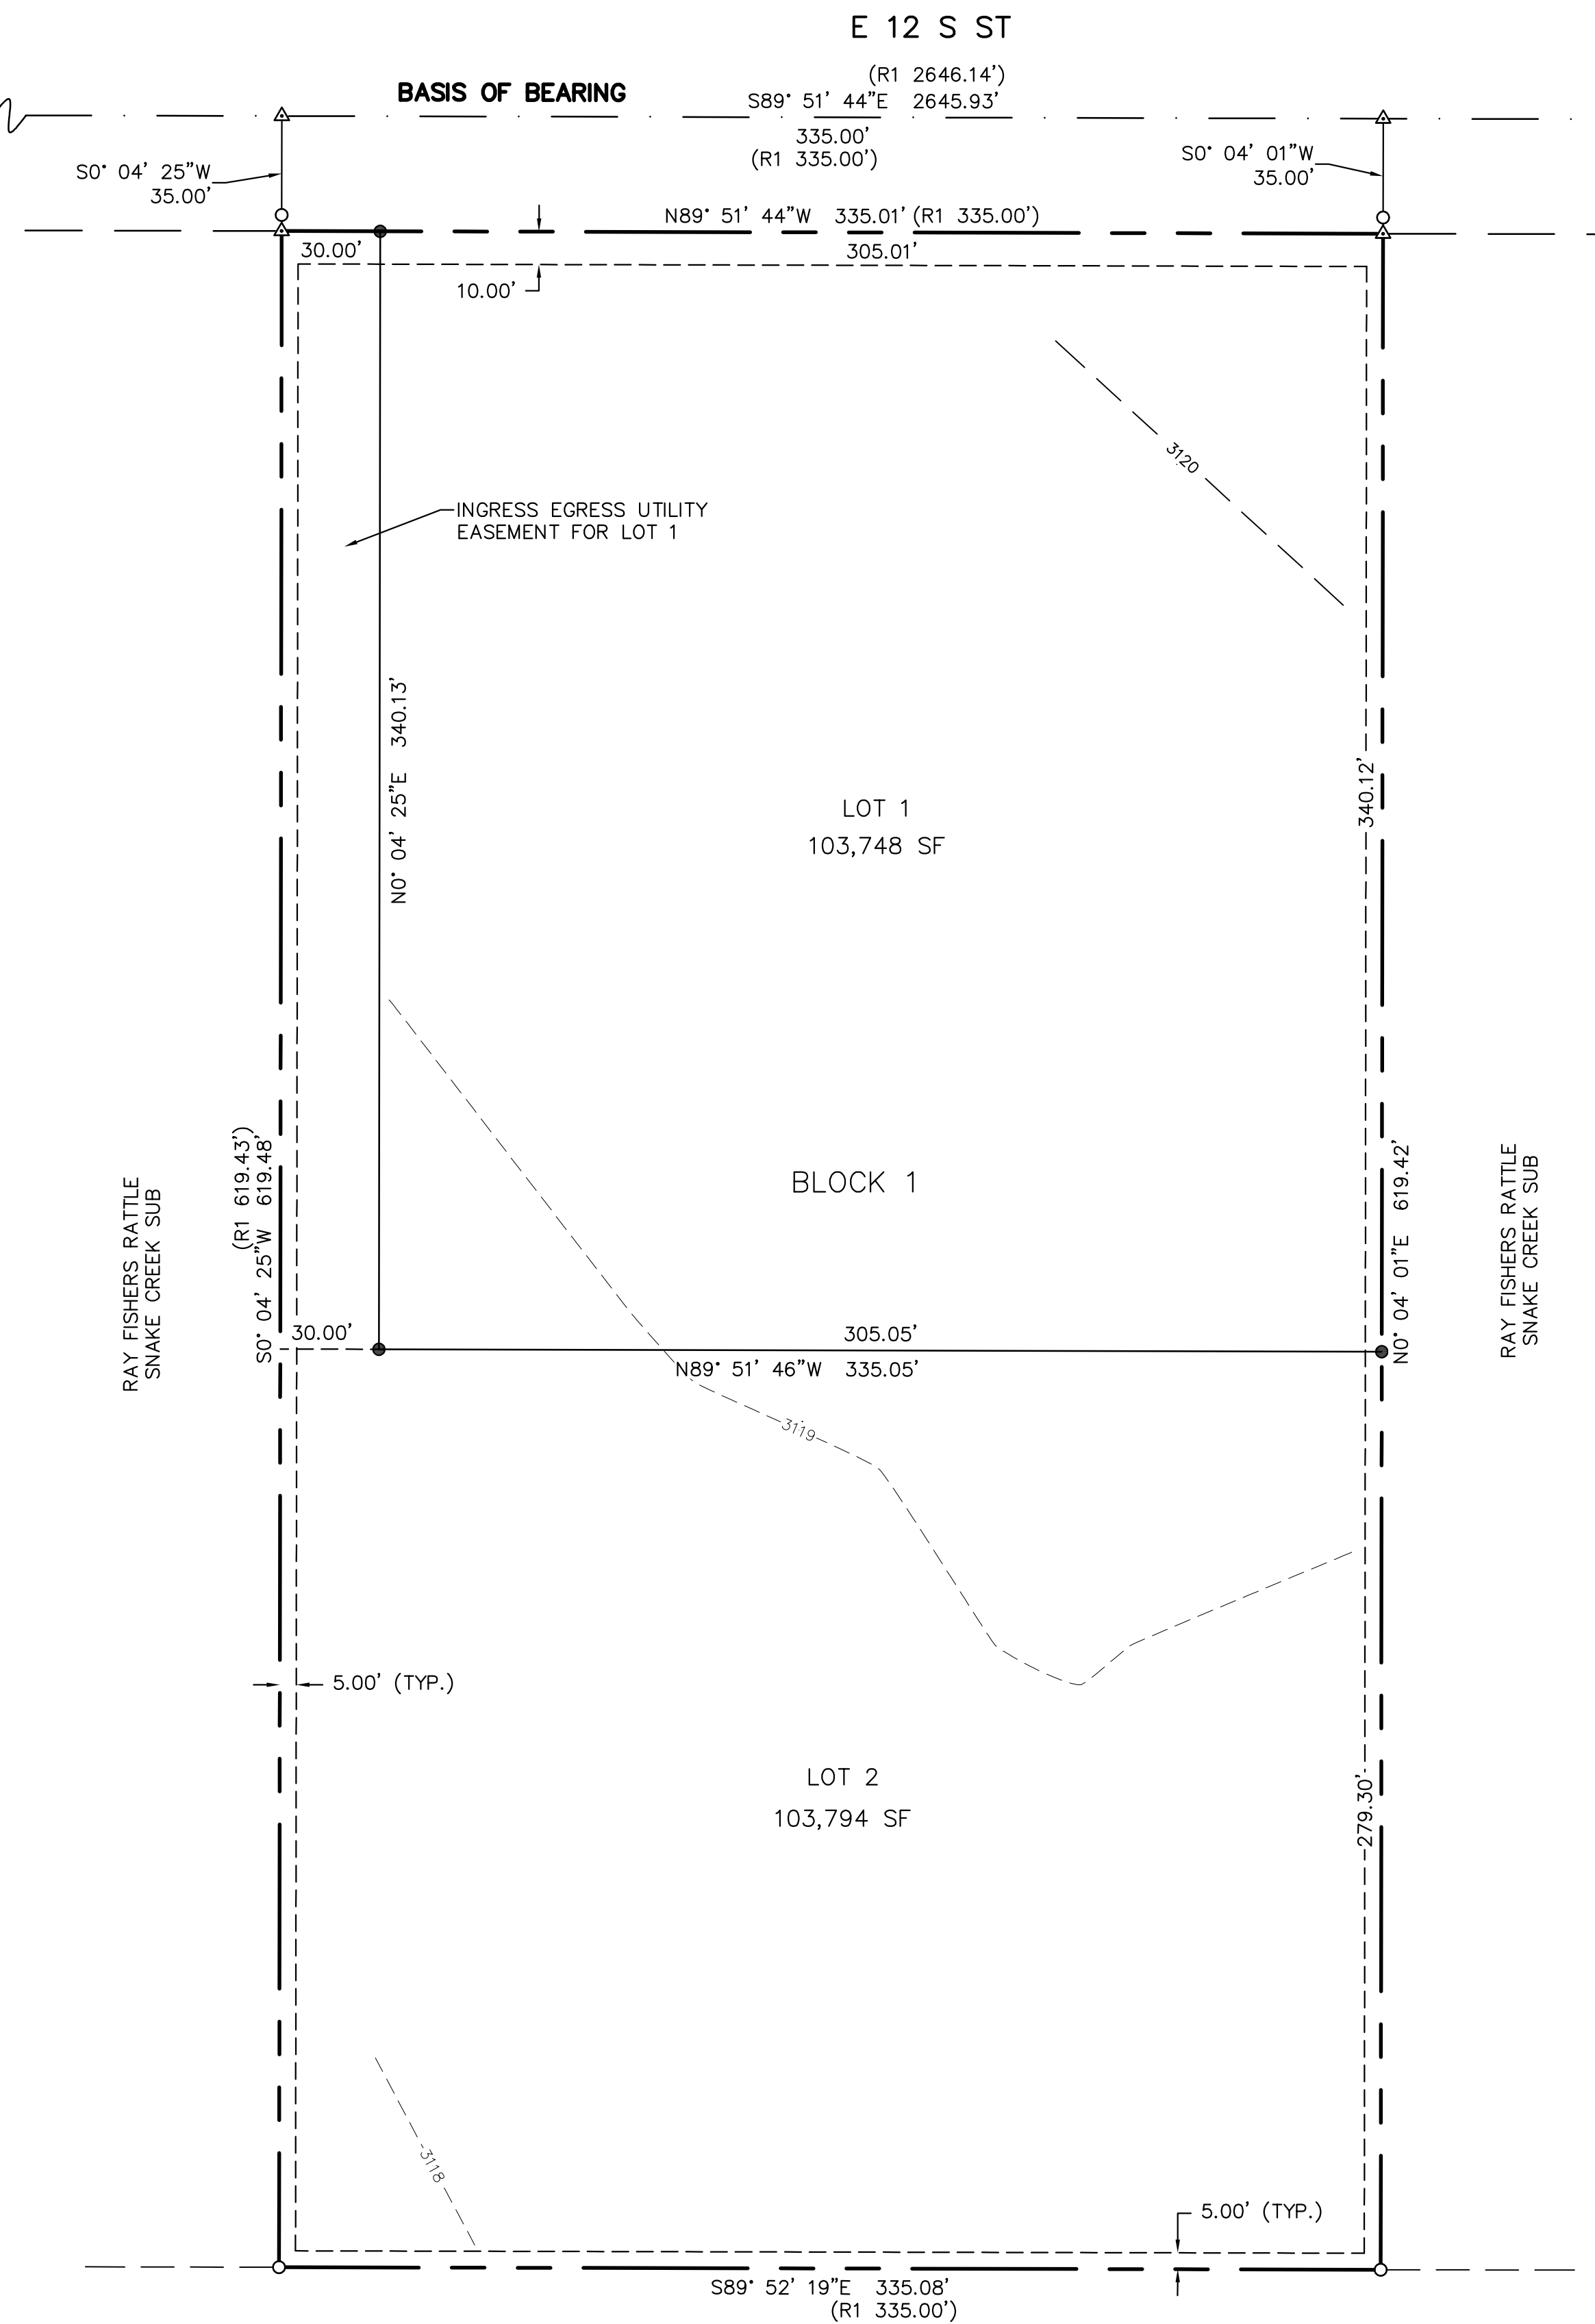 E 12 S ST
(R1 2646.14')
BASIS OF BEARING
S89° 51' 44"E 2645.93'
335.00'
(R1 335.00')
S0° 04' 25"W
35.00'
S0° 04' 01"W
35.00'
N89° 51' 44"W 335.01' (R1 335.00')
30.00'
305.01'
10.00'
3120
INGRESS EGRESS UTILITY
EASEMENT FOR LOT 1
N0° 04' 25"E 340.13'
LOT 1
103,748 SF
340.12'
BLOCK 1
RAY FISHERS RATTLE
SNAKE CREEK SUB
(R1 619.43')
S0° 04' 25"W 619.48'
N0° 04' 01"E 619.42'
RAY FISHERS RATTLE
SNAKE CREEK SUB
30.00'
305.05'
N89° 51' 46"W 335.05'
3119
5.00' (TYP.)
LOT 2
103,794 SF
279.30'
3118
5.00' (TYP.)
S89° 52' 19"E 335.08'
(R1 335.00')